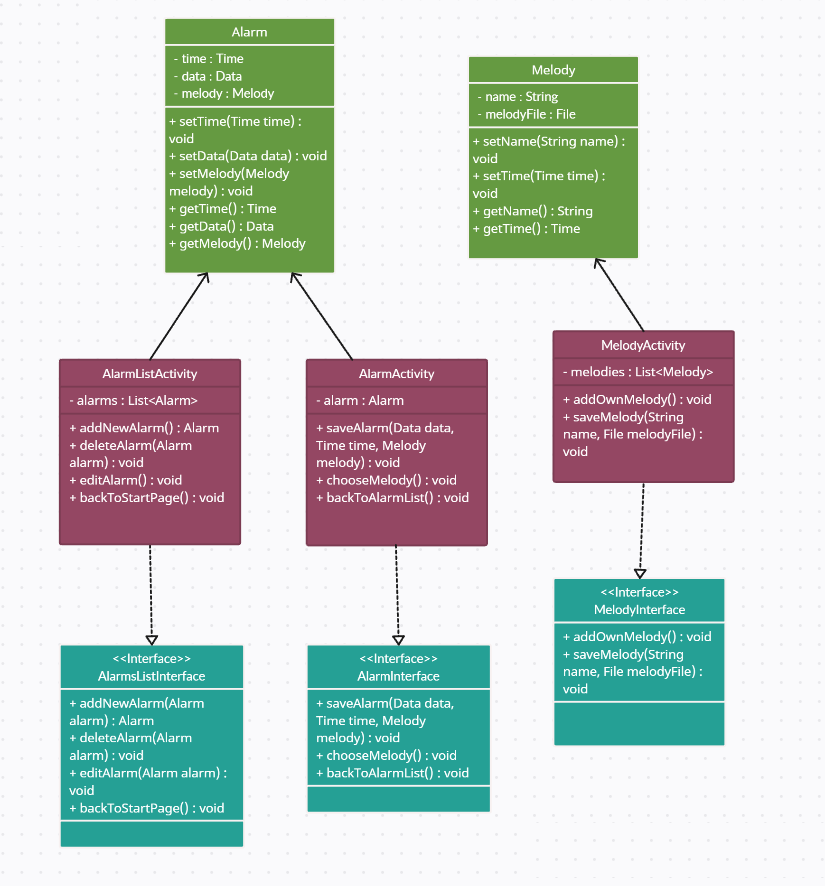 Alarm
- time : Time
- data : Data
- melody : Melody
+ setTime(Time time) :
void
+ setData(Data data) : void
+ setMelody(Melody
melody) : void
+ getTime() : Time
+ getData() : Data
+ getMelody() : Melody
Melody
- name : String
- melodyFile : File
+ setName(String name) :
void
+ setTime(Time time) :
void
+ getName() : String
+ getTime() : Time
AlarmListActivity
- alarms : List<Alarm>
+ addNewAlarm() : Alarm
+ deleteAlarm(Alarm
alarm) : void
+ editAlarm() : void
+ backToStartPage() : void
AlarmActivity
- alarm : Alarm
+ saveAlarm(Data data,
Time time, Melody
melody) : void
+ chooseMelody() : void
+ backToAlarmList() : void
MelodyActivity
- melodies : List<Melody>
+ addOwnMelody() : void
+ saveMelody(String
name, File melodyFile) :
void
<<Interface>>
AlarmsListInterface
+ addNewAlarm(Alarm
alarm) : Alarm
+ deleteAlarm(Alarm
alarm) : void
+ editAlarm(Alarm alarm) :
void
+ backToStartPage() : void
<<Interface>>
AlarmInterface
+ saveAlarm(Data data,
Time time, Melody
melody) : void
+ chooseMelody() : void
+ backToAlarmList() : void
<<Interface>>
MelodyInterface
+ addOwnMelody() : void
+ saveMelody(String
name, File melodyFile) :
void